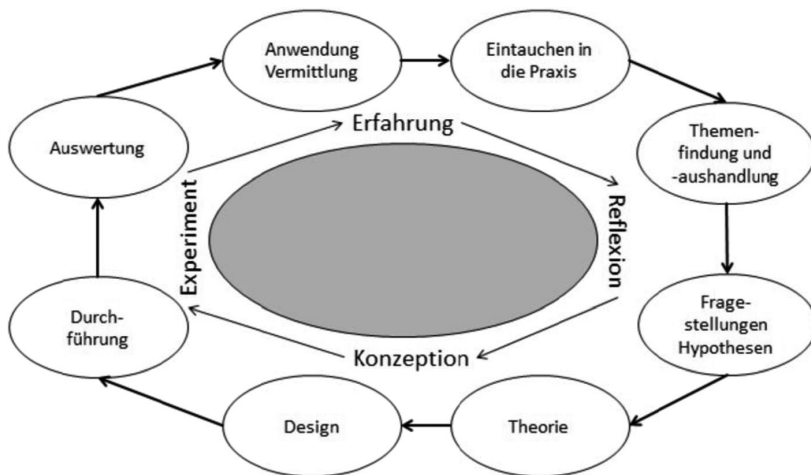 Anwendung
Vermittlung
Eintauchen in
die Praxis
Themen-
findung und
-aushandlung
Frage-
stellungen
Hypothesen
Theorie
Design
Durch-
führung
Auswertung
Erfahrung
Reflexion
Konzeption
Experiment